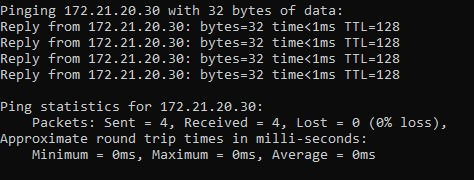 Pinging 172.21.20.30 with 32 bytes of data:
Reply from 172.21.20.30: bytes=32 time<1ms TTL=128
Reply from 172.21.20.30: bytes=32 time<1ms TTL=128
Reply from 172.21.20.30: bytes=32 time<1ms TTL=128
Reply from 172.21.20.30: bytes=32 time<1ms TTL=128
Ping statistics for 172.21.20.30:
Packets: Sent = 4, Received = 4, Lost = 0 (0% loss),
Approximate round trip times in milli-seconds:
Minimum = 0ms, Maximum = 0ms, Average = 0ms